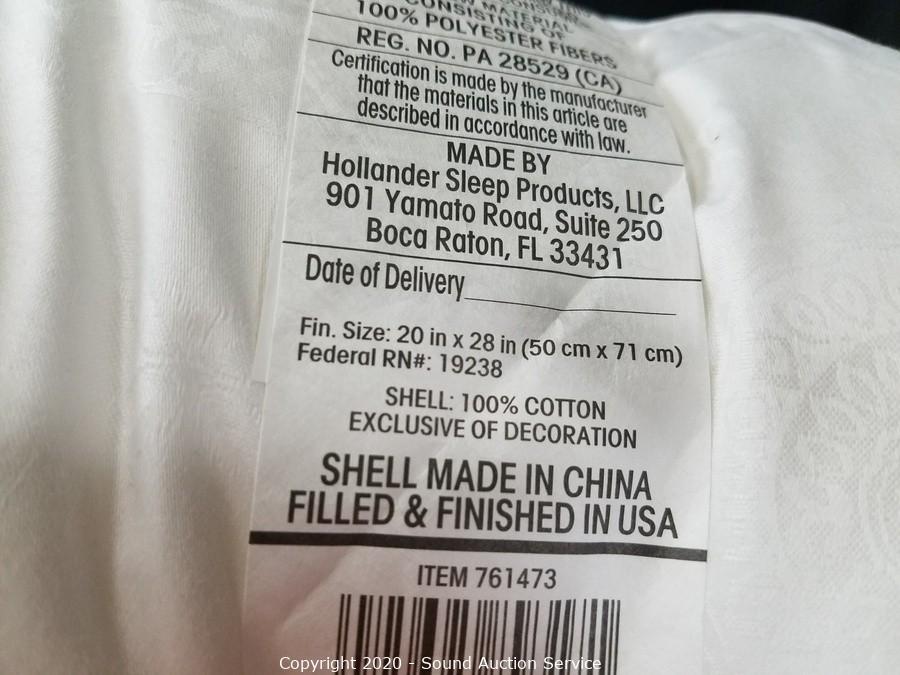 MATERIAL
CONSISTING OF
100% POLYESTER FIBERS
REG. NO. PA 28529 (CA)
Certification is made by the manufacturer
that the materials in this article are
described in accordance with law.
MADE BY
Hollander Sleep Products, LLC
901 Yamato Road, Suite 250
Boca Raton, FL 33431
Date of Delivery
Fin. Size: 20 in x 28 in (50 cm x 71 cm)
Federal RN#: 19238
SHELL: 100% COTTON
EXCLUSIVE OF DECORATION
SHELL MADE IN CHINA
FILLED & FINISHED IN USA
ITEM 761473
Copyright 2020 - Sound Auction Service